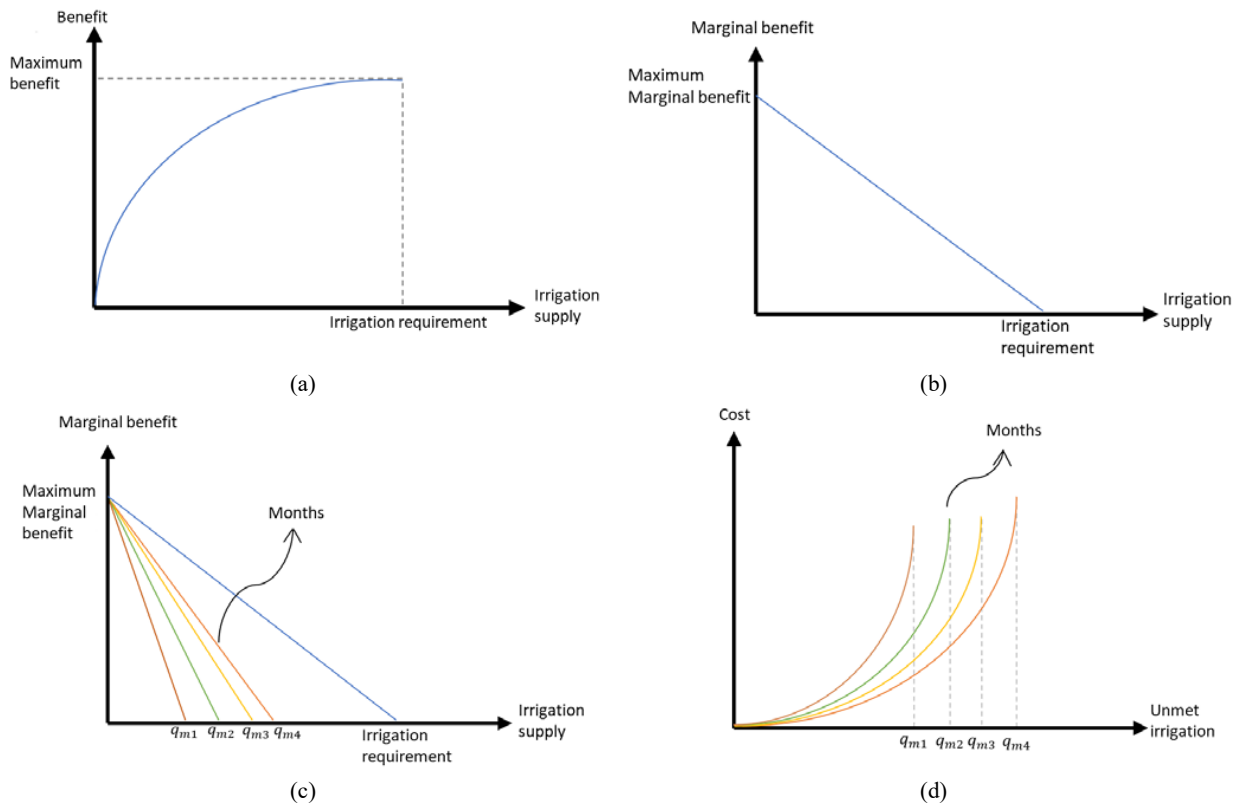 Benefit
Maximum
benefit
Irrigation requirement
Irrigation
supply
(a)
Marginal benefit
Maximum
Marginal benefit
Irrigation
requirement
Irrigation
supply
(b)
Marginal benefit
Maximum
Marginal
benefit
Months
q_{m1} q_{m2} q_{m3} q_{m4}
Irrigation
requirement
Irrigation
supply
(c)
Cost
Months
q_{m1} q_{m2} q_{m3} q_{m4}
Unmet
irrigation
(d)